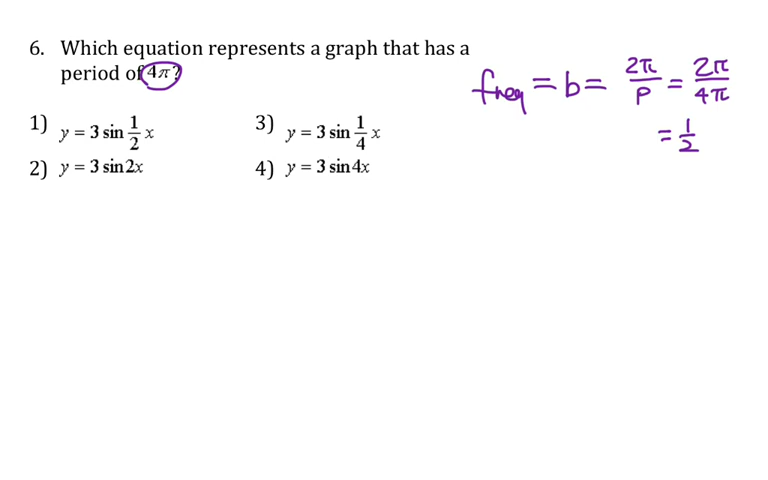 6. Which equation represents a graph that has a
period of 4π?
freq = b = 2π/P = 2π/4π
= 1/2
1) y = 3 sin 1/2 x
3) y = 3 sin 1/4 x
2) y = 3 sin 2x
4) y = 3 sin 4x